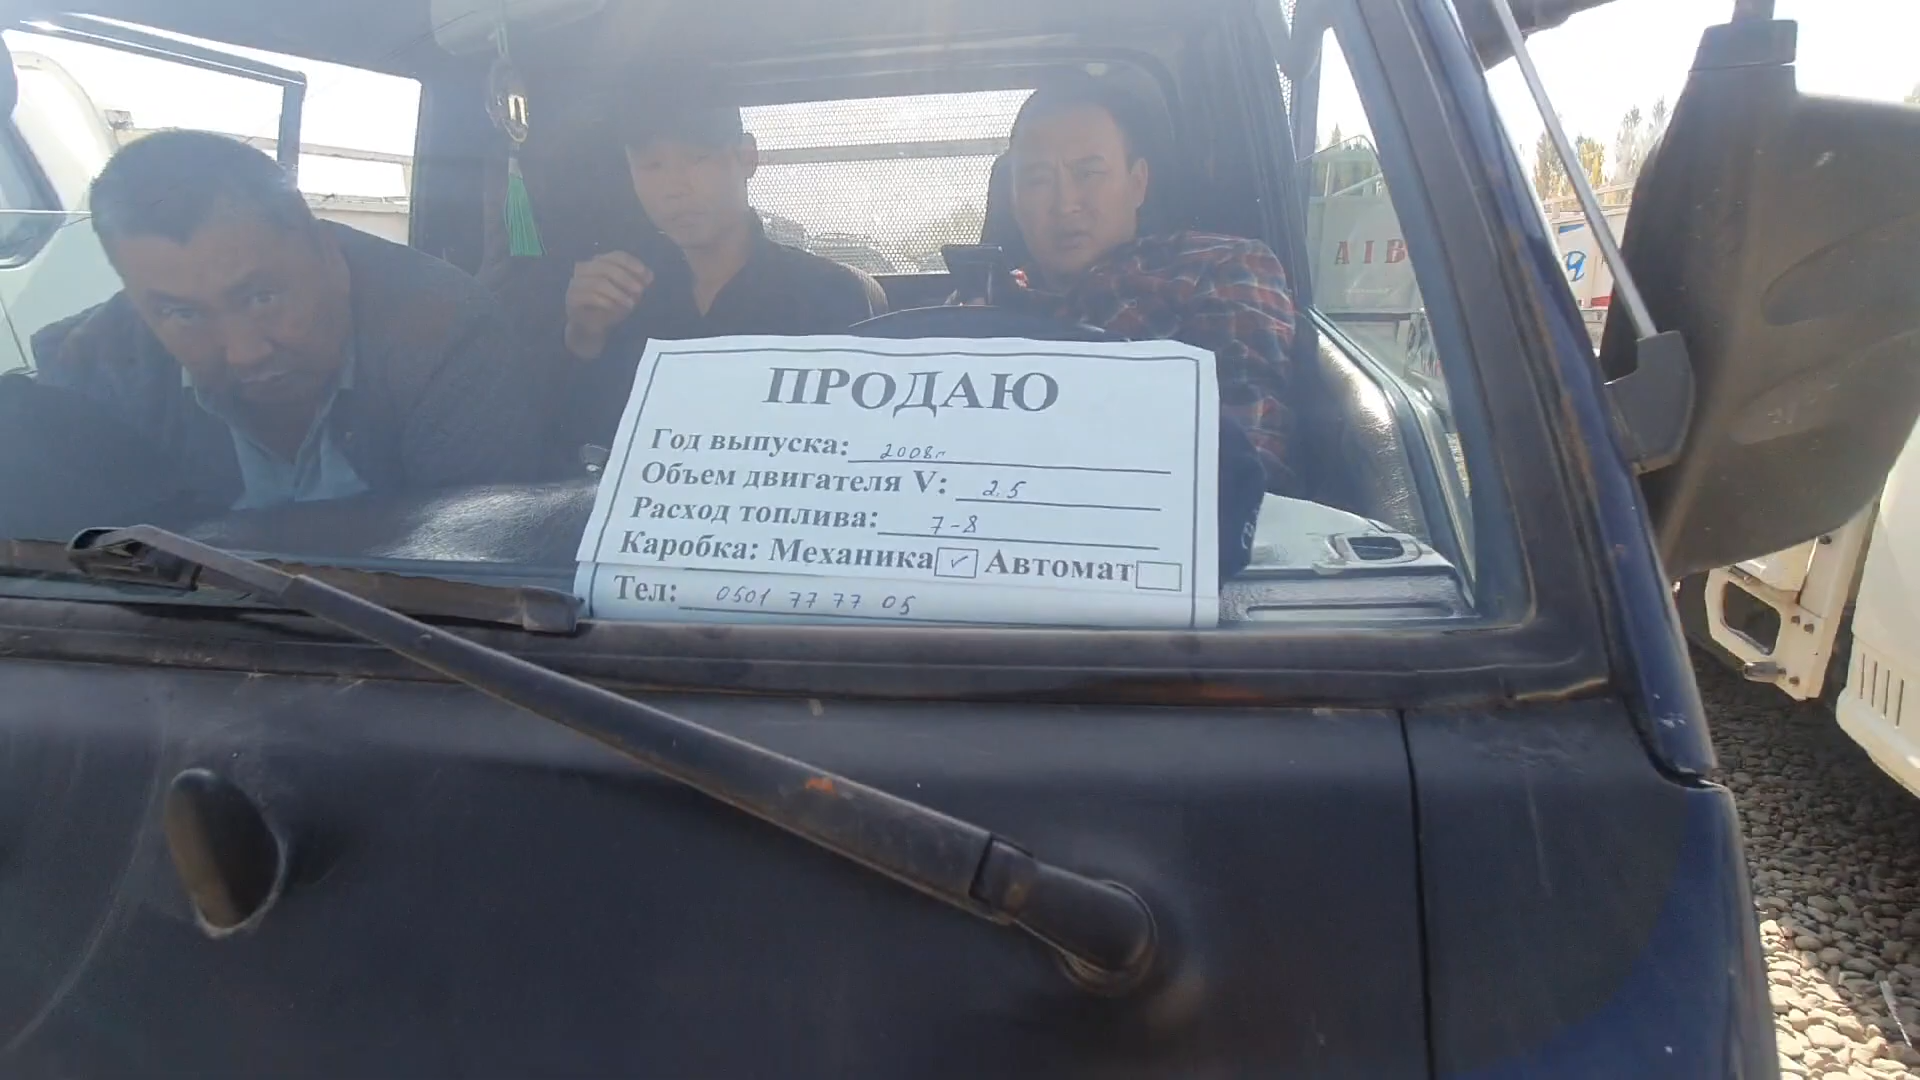 ПРОДАЮ
Год выпуска: 2008г
Объем двигателя V: 2.5
Расход топлива: 7-8
Каробка: Механика ✓ Автомат
Тел: 0501 77 77 05
AIB